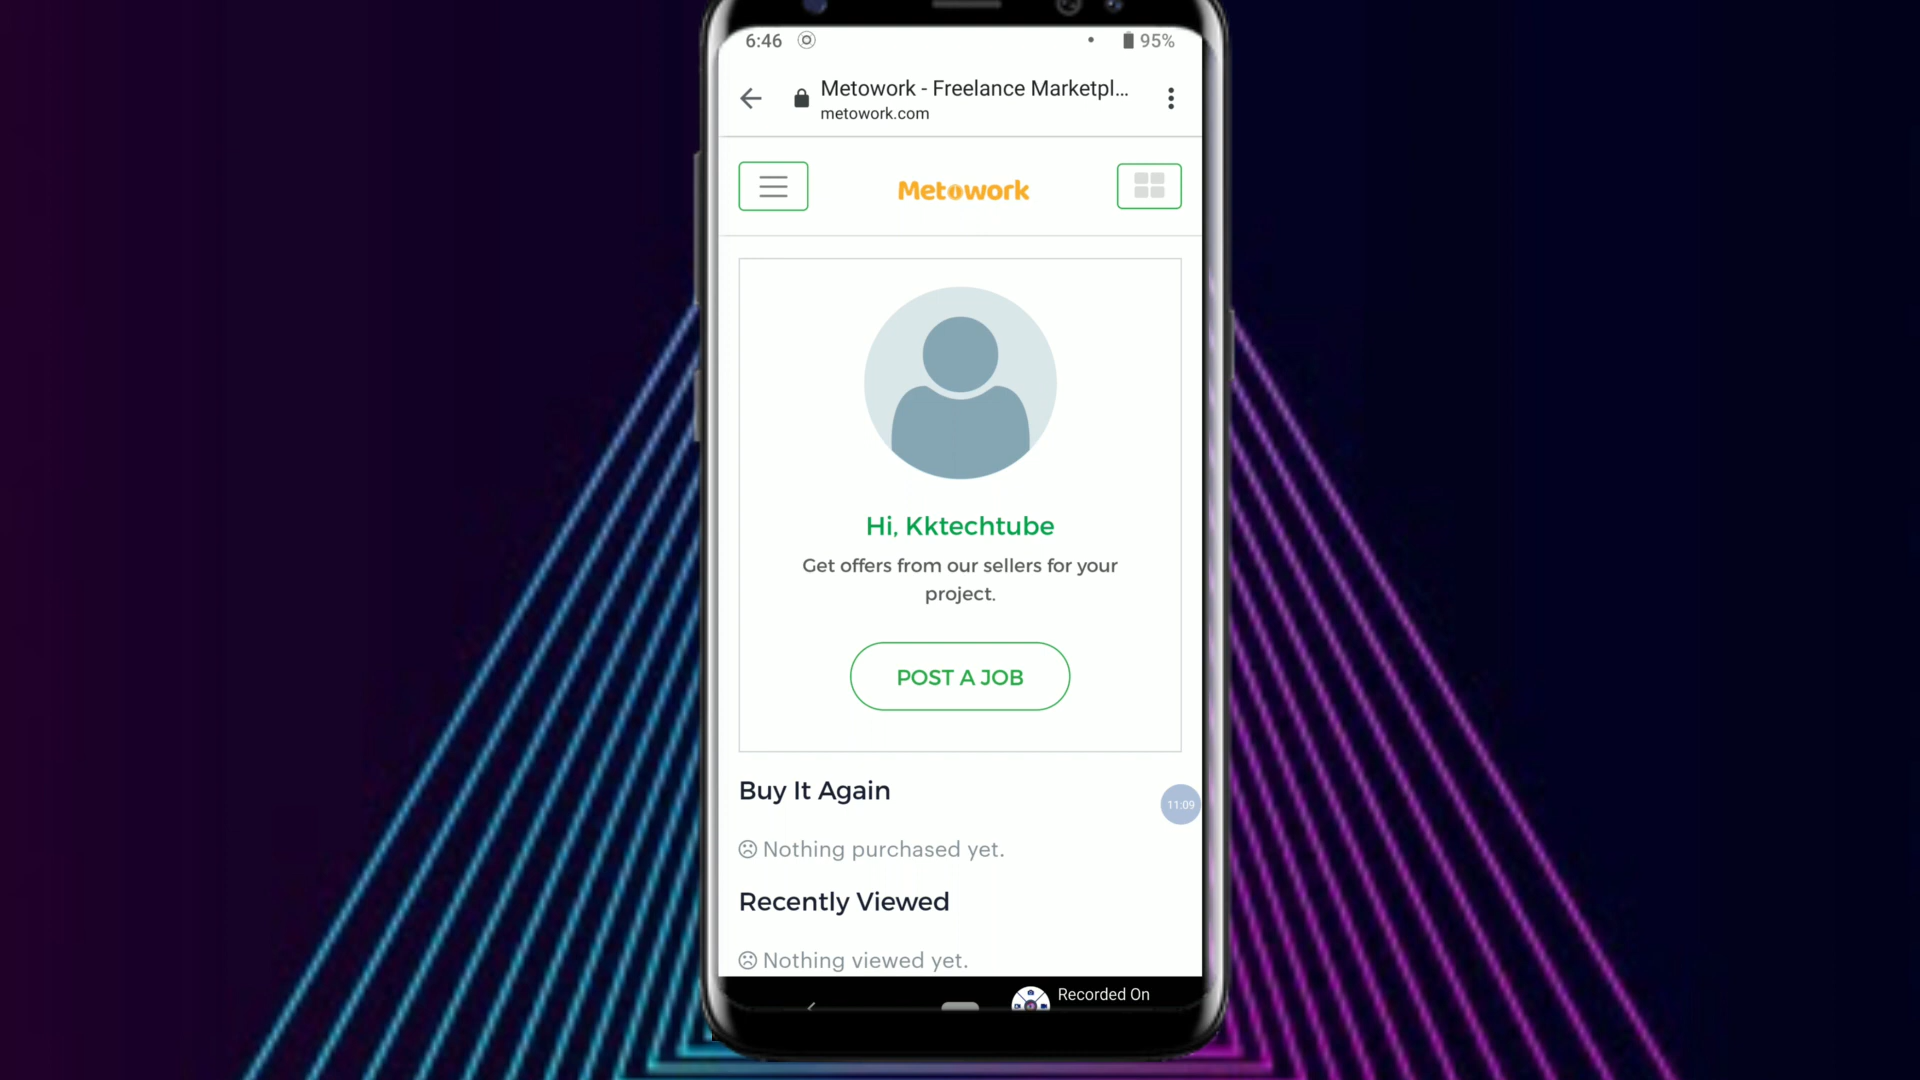 6:46
95%
Metowork - Freelance Marketpl...
metowork.com
Metowork
Hi, Kktechtube
Get offers from our sellers for your
project.
POST A JOB
Buy It Again
11:09
Nothing purchased yet.
Recently Viewed
Nothing viewed yet.
Recorded On